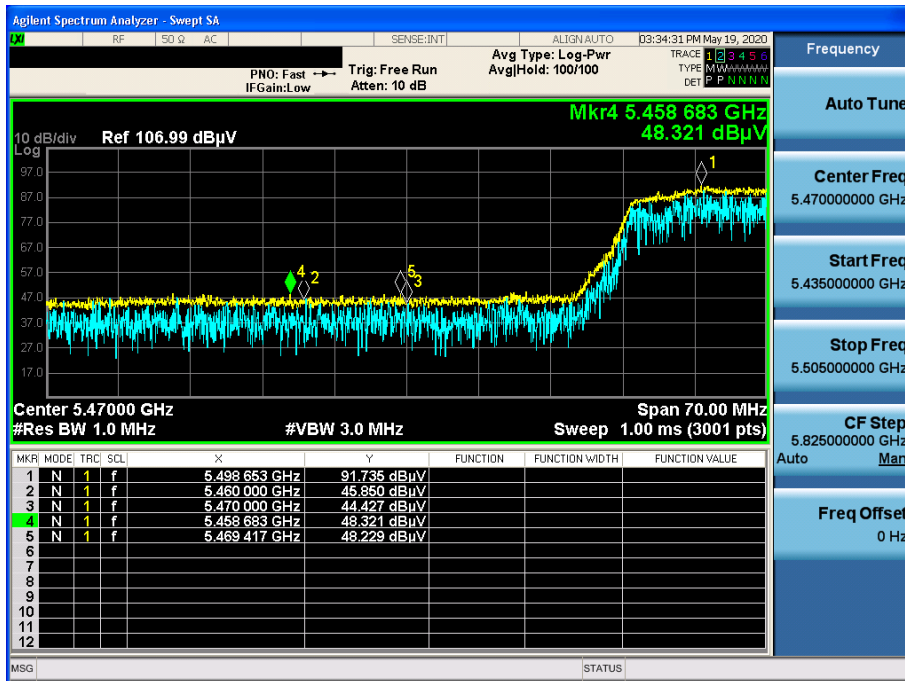 Agilent Spectrum Analyzer - Swept SA
LXI RF 50 Ω AC SENSE:INT ALIGN AUTO 03:34:31 PM May 19, 2020
PNO: Fast
IFGain:Low
Trig: Free Run
Atten: 10 dB
Avg Type: Log-Pwr
Avg|Hold: 100/100
TRACE 1 2 3 4 5 6
TYPE M W W W W W
DET P P N N N N
Mkr4 5.458 683 GHz
48.321 dBµV
10 dB/div Ref 106.99 dBµV
Log
97.0
87.0
77.0
67.0
57.0
47.0
37.0
27.0
17.0
1
4
2
5
3
Center 5.47000 GHz Span 70.00 MHz
#Res BW 1.0 MHz #VBW 3.0 MHz Sweep 1.00 ms (3001 pts)
MKR MODE TRC SCL X Y FUNCTION FUNCTION WIDTH FUNCTION VALUE
1 N 1 f 5.498 653 GHz 91.735 dBµV
2 N 1 f 5.460 000 GHz 45.850 dBµV
3 N 1 f 5.470 000 GHz 44.427 dBµV
4 N 1 f 5.458 683 GHz 48.321 dBµV
5 N 1 f 5.469 417 GHz 48.229 dBµV
6
7
8
9
10
11
12
MSG STATUS
Frequency
Auto Tune
Center Freq
5.470000000 GHz
Start Freq
5.435000000 GHz
Stop Freq
5.505000000 GHz
CF Step
5.825000000 GHz
Auto Man
Freq Offset
0 Hz